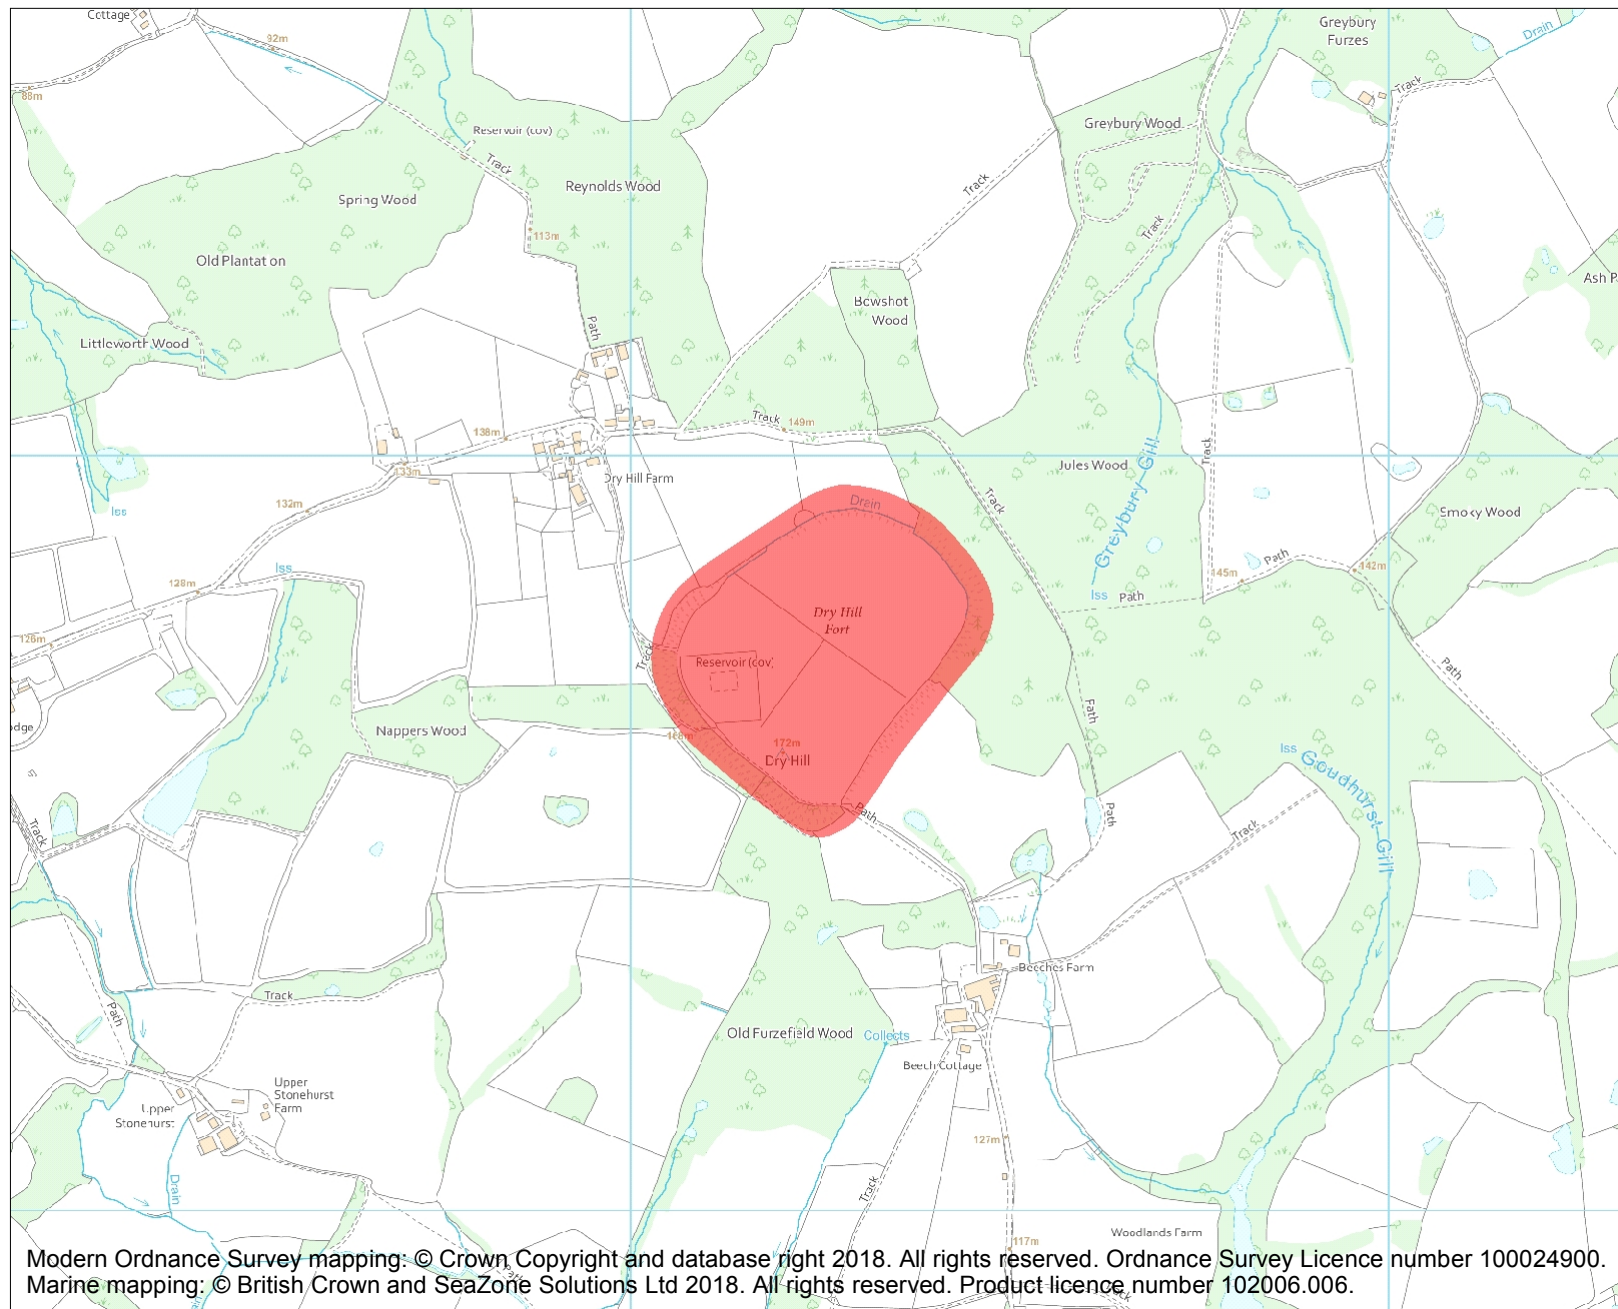 Cottage
92m
88m
Greybury
Furzes
Drain
Track
Reservoir (cov)
Greybury Wood
Track
Reynolds Wood
Track
Spring Wood
Track
113m
Old Plantat on
Ash P
Bowshot
Wood
Path
Littleworth Wood
Track
149m
138m
Track
133m
Jules Wood
Dry Hill Farm
Track
Drain
132m
Iss
Greybury Gill
Smoky Wood
Path
142m
145m
Iss
128m
Iss
Path
Dry Hill
Fort
126m
Track
Reservoir (cov)
Path
Path
dge
Nappers Wood
168m
172m
Dry Hill
Iss
Goudhurst Gill
Path
Path
Track
Track
Beeches Farm
Track
Path
Old Furzefield Wood
Collects
Beech Cottage
Upper
Stonehurst
Farm
Upper
Stonehurst
127m
Drain
Track
Woodlands Farm
117m
Path
Modern Ordnance Survey mapping: © Crown Copyright and database right 2018. All rights reserved. Ordnance Survey Licence number 100024900.
Marine mapping: © British Crown and SeaZone Solutions Ltd 2018. All rights reserved. Product licence number 102006.006.